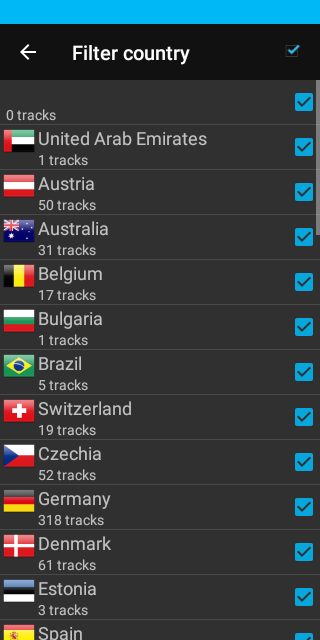 Filter country
0 tracks
United Arab Emirates
1 tracks
Austria
50 tracks
Australia
31 tracks
Belgium
17 tracks
Bulgaria
1 tracks
Brazil
5 tracks
Switzerland
19 tracks
Czechia
52 tracks
Germany
318 tracks
Denmark
61 tracks
Estonia
3 tracks
Spain